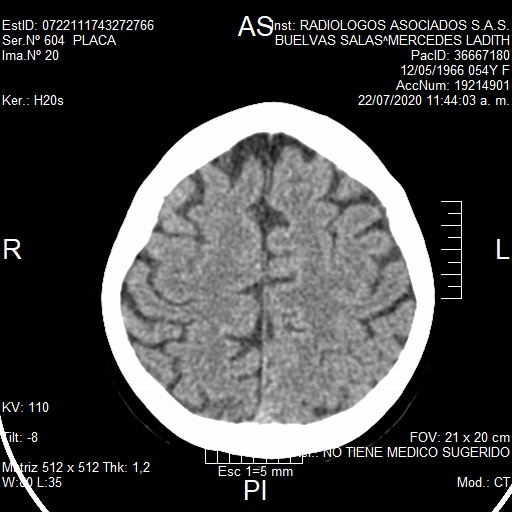 EstID: 0722111743272766
Ser.Nº 604 PLACA
Ima.Nº 20
Ker.: H20s
AS
Inst: RADIOLOGOS ASOCIADOS S.A.S.
BUELVAS SALAS^MERCEDES LADITH
PacID: 36667180
12/05/1966 054Y F
AccNum: 19214901
22/07/2020 11:44:03 a. m.
R
L
KV: 110
Tilt: -8
Matriz 512 x 512 Thk: 1,2
W:80 L:35
Esc 1=5 mm
PI
FOV: 21 x 20 cm
NO TIENE MEDICO SUGERIDO
Mod.: CT